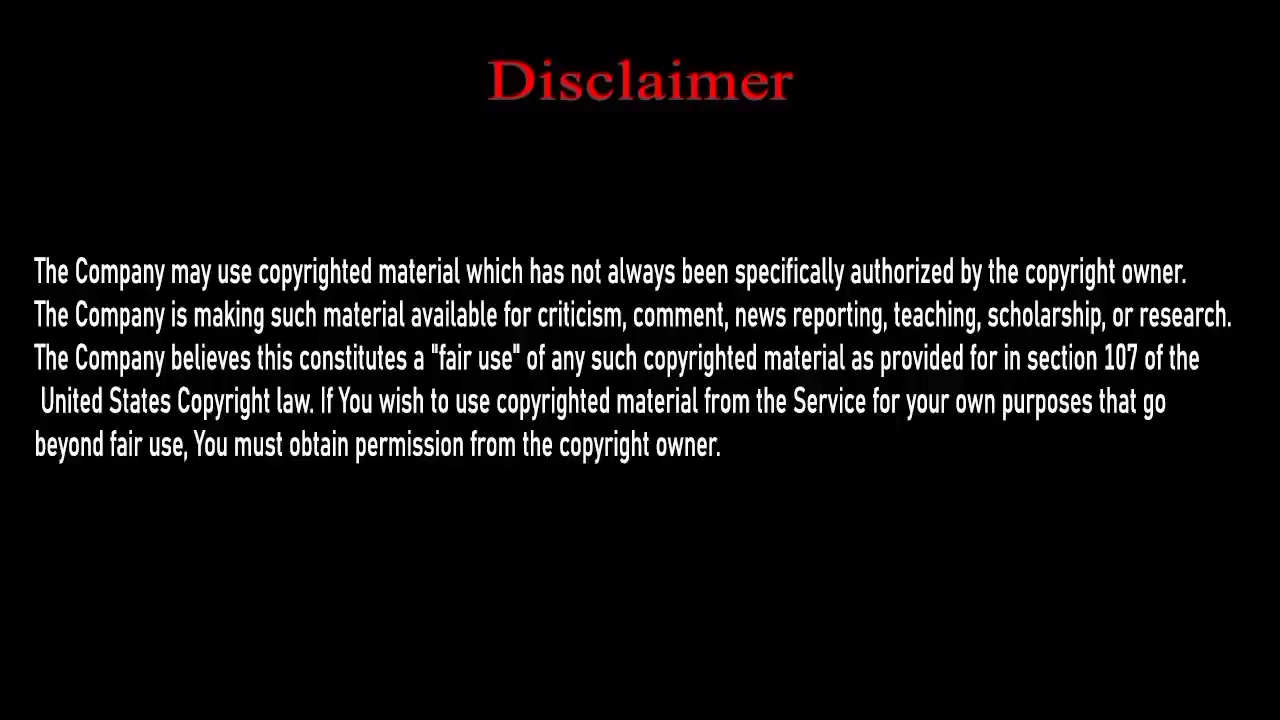 Disclaimer
The Company may use copyrighted material which has not always been specifically authorized by the copyright owner.
The Company is making such material available for criticism, comment, news reporting, teaching, scholarship, or research.
The Company believes this constitutes a "fair use" of any such copyrighted material as provided for in section 107 of the
United States Copyright law. If You wish to use copyrighted material from the Service for your own purposes that go
beyond fair use, You must obtain permission from the copyright owner.